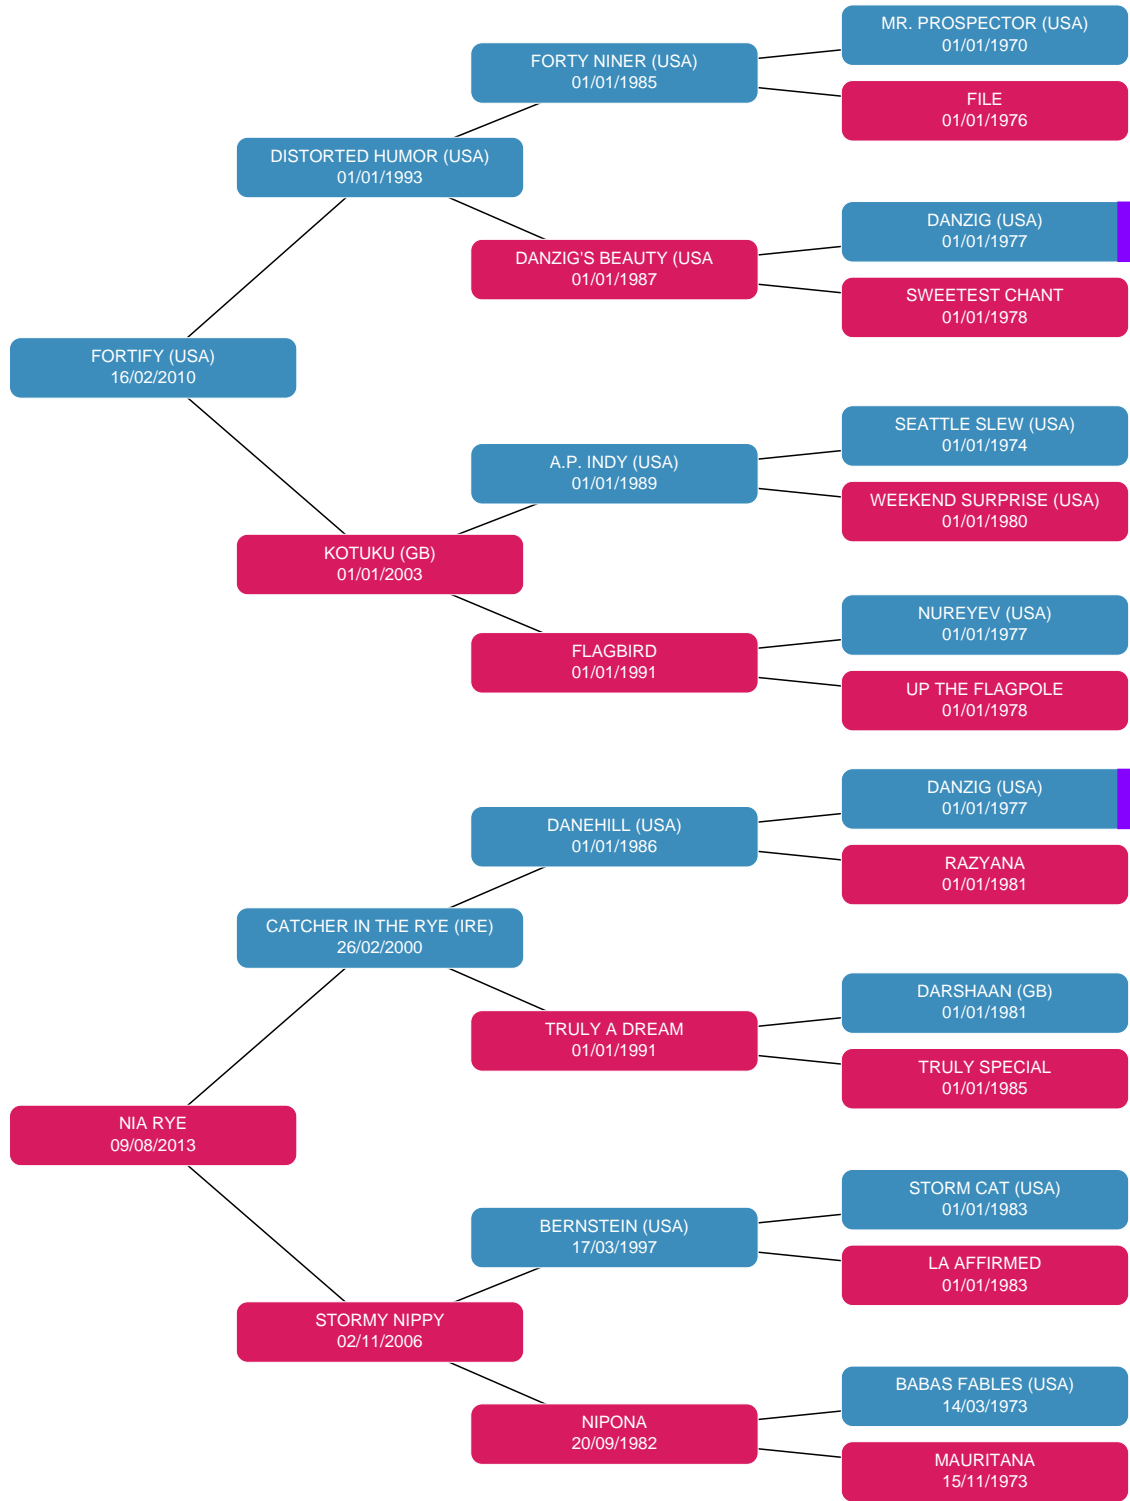 MR. PROSPECTOR (USA)
01/01/1970
FORTY NINER (USA)
01/01/1985
FILE
01/01/1976
DISTORTED HUMOR (USA)
01/01/1993
DANZIG (USA)
01/01/1977
DANZIG'S BEAUTY (USA
01/01/1987
SWEETEST CHANT
01/01/1978
FORTIFY (USA)
16/02/2010
SEATTLE SLEW (USA)
01/01/1974
A.P. INDY (USA)
01/01/1989
WEEKEND SURPRISE (USA)
01/01/1980
KOTUKU (GB)
01/01/2003
NUREYEV (USA)
01/01/1977
FLAGBIRD
01/01/1991
UP THE FLAGPOLE
01/01/1978
DANZIG (USA)
01/01/1977
DANEHILL (USA)
01/01/1986
RAZYANA
01/01/1981
CATCHER IN THE RYE (IRE)
26/02/2000
DARSHAAN (GB)
01/01/1981
TRULY A DREAM
01/01/1991
TRULY SPECIAL
01/01/1985
NIA RYE
09/08/2013
STORM CAT (USA)
01/01/1983
BERNSTEIN (USA)
17/03/1997
LA AFFIRMED
01/01/1983
STORMY NIPPY
02/11/2006
BABAS FABLES (USA)
14/03/1973
NIPONA
20/09/1982
MAURITANA
15/11/1973